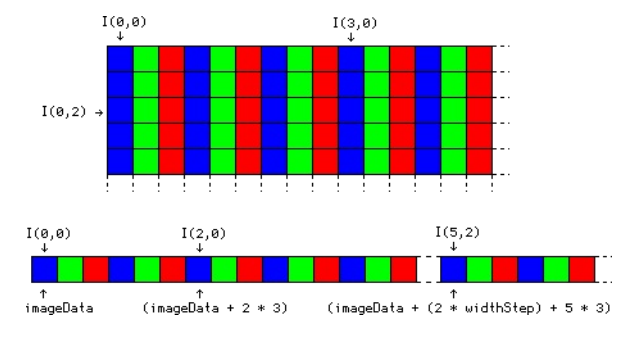 I(0,0) I(3,0)
I(0,2)
I(0,0) I(2,0) I(5,2)
imageData (imageData + 2 * 3) (imageData + (2 * widthStep) + 5 * 3)